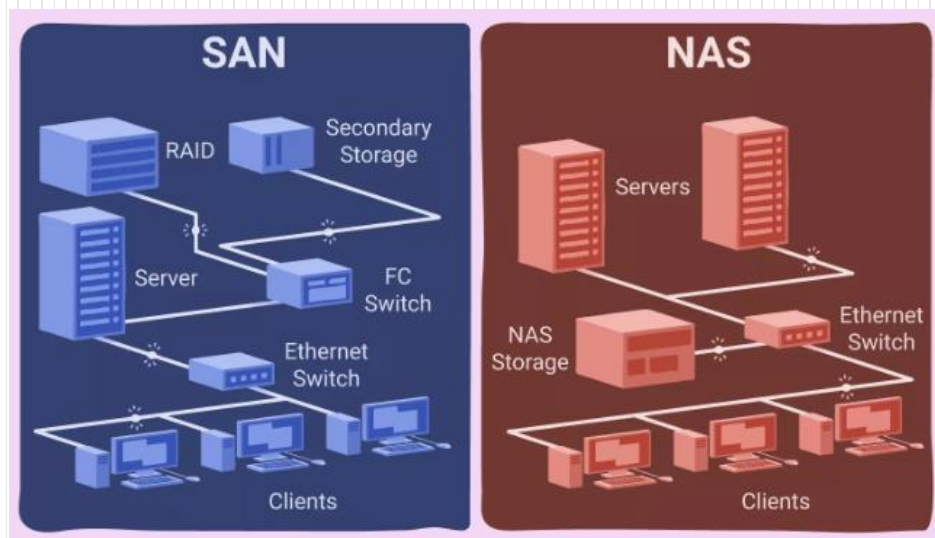 SAN
RAID
Secondary
Storage
Server
FC
Switch
Ethernet
Switch
Clients
NAS
Servers
Ethernet
Switch
NAS
Storage
Clients